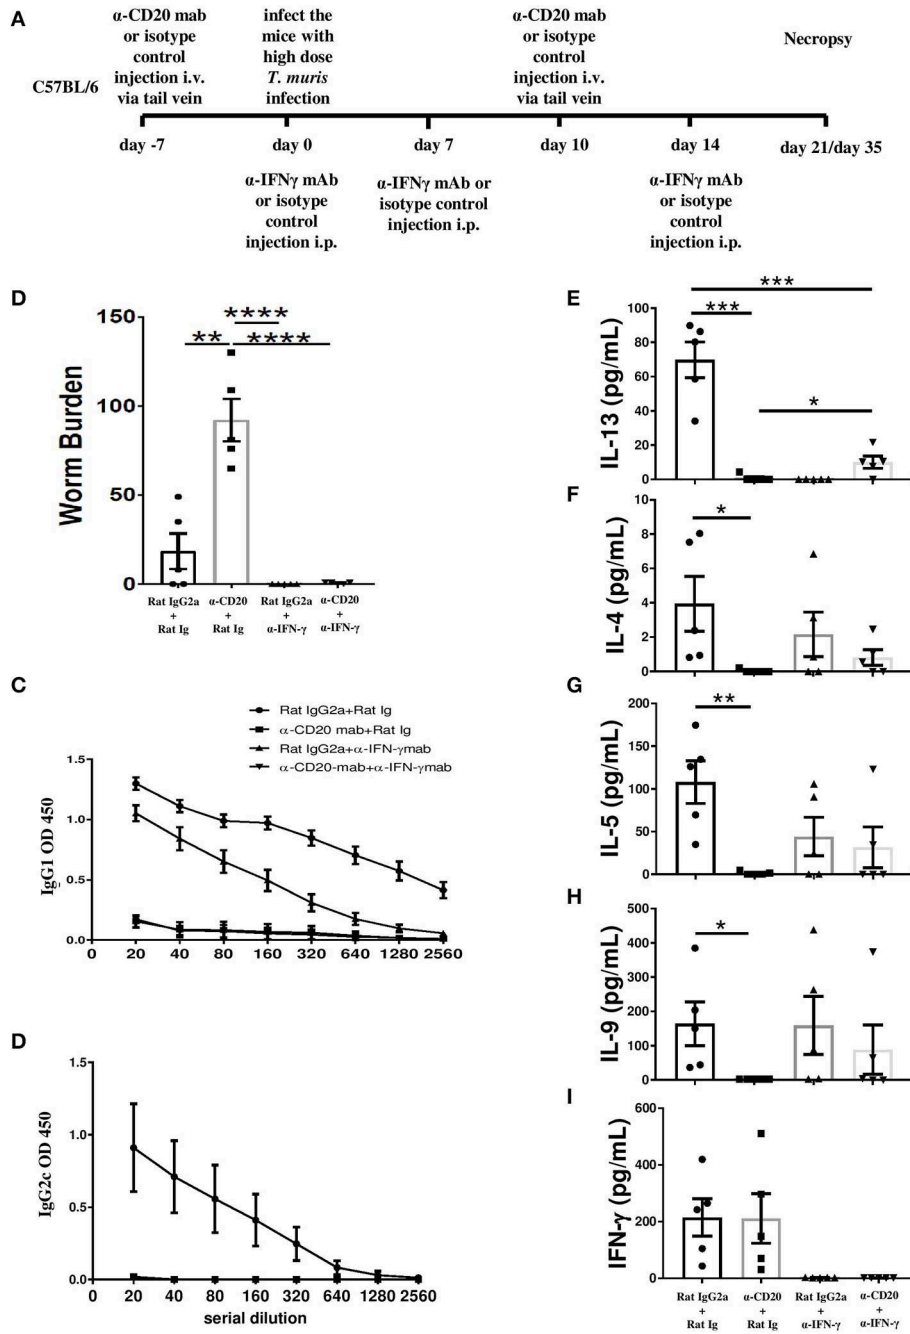 A
α-CD20 mab
or isotype
control
injection i.v.
via tail vein
infect the
mice with
high dose
T. muris
infection
α-CD20 mab
or isotype
control
injection i.v.
via tail vein
Necropsy
C57BL/6
day -7
day 0
day 7
day 10
day 14
day 21/day 35
α-IFNγ mAb
or isotype
control
injection i.p.
α-IFNγ mAb or
isotype control
injection i.p.
α-IFNγ mAb
or isotype
control
injection i.p.
D
Worm Burden
150
100
50
0
**
****
****
Rat IgG2a
+
Rat Ig
α-CD20
+
Rat Ig
Rat IgG2a
+
α-IFN-γ
α-CD20
+
α-IFN-γ
C
Rat IgG2a+Rat Ig
α-CD20 mab+Rat Ig
Rat IgG2a+α-IFN-γmab
α-CD20-mab+α-IFN-γmab
IgG1 OD 450
1.5
1.0
0.5
0.0
0 20 40 80 160 320 640 1280 2560
D
IgG2c OD 450
1.5
1.0
0.5
0.0
0 20 40 80 160 320 640 1280 2560
serial dilution
E
IL-13 (pg/mL)
100
80
60
40
20
0
***
***
*
F
IL-4 (pg/mL)
10
8
6
4
2
0
*
G
IL-5 (pg/mL)
200
150
100
50
0
**
H
IL-9 (pg/mL)
500
400
300
200
100
0
*
I
IFN-γ (pg/mL)
600
400
200
0
Rat IgG2a
+
Rat Ig
α-CD20
+
Rat Ig
Rat IgG2a
+
α-IFN-γ
α-CD20
+
α-IFN-γ